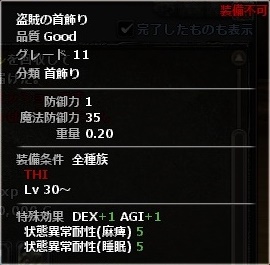 装備不可
盗賊の首飾り
✓完了したものも表示
品質 Good
グレード 11
分類 首飾り
防御力 1
魔法防御力 35
重量 0.20
装備条件 全種族
THI
Lv 30~
特殊効果 DEX+1 AGI+1
状態異常耐性(麻痺) 5
状態異常耐性(睡眠) 5